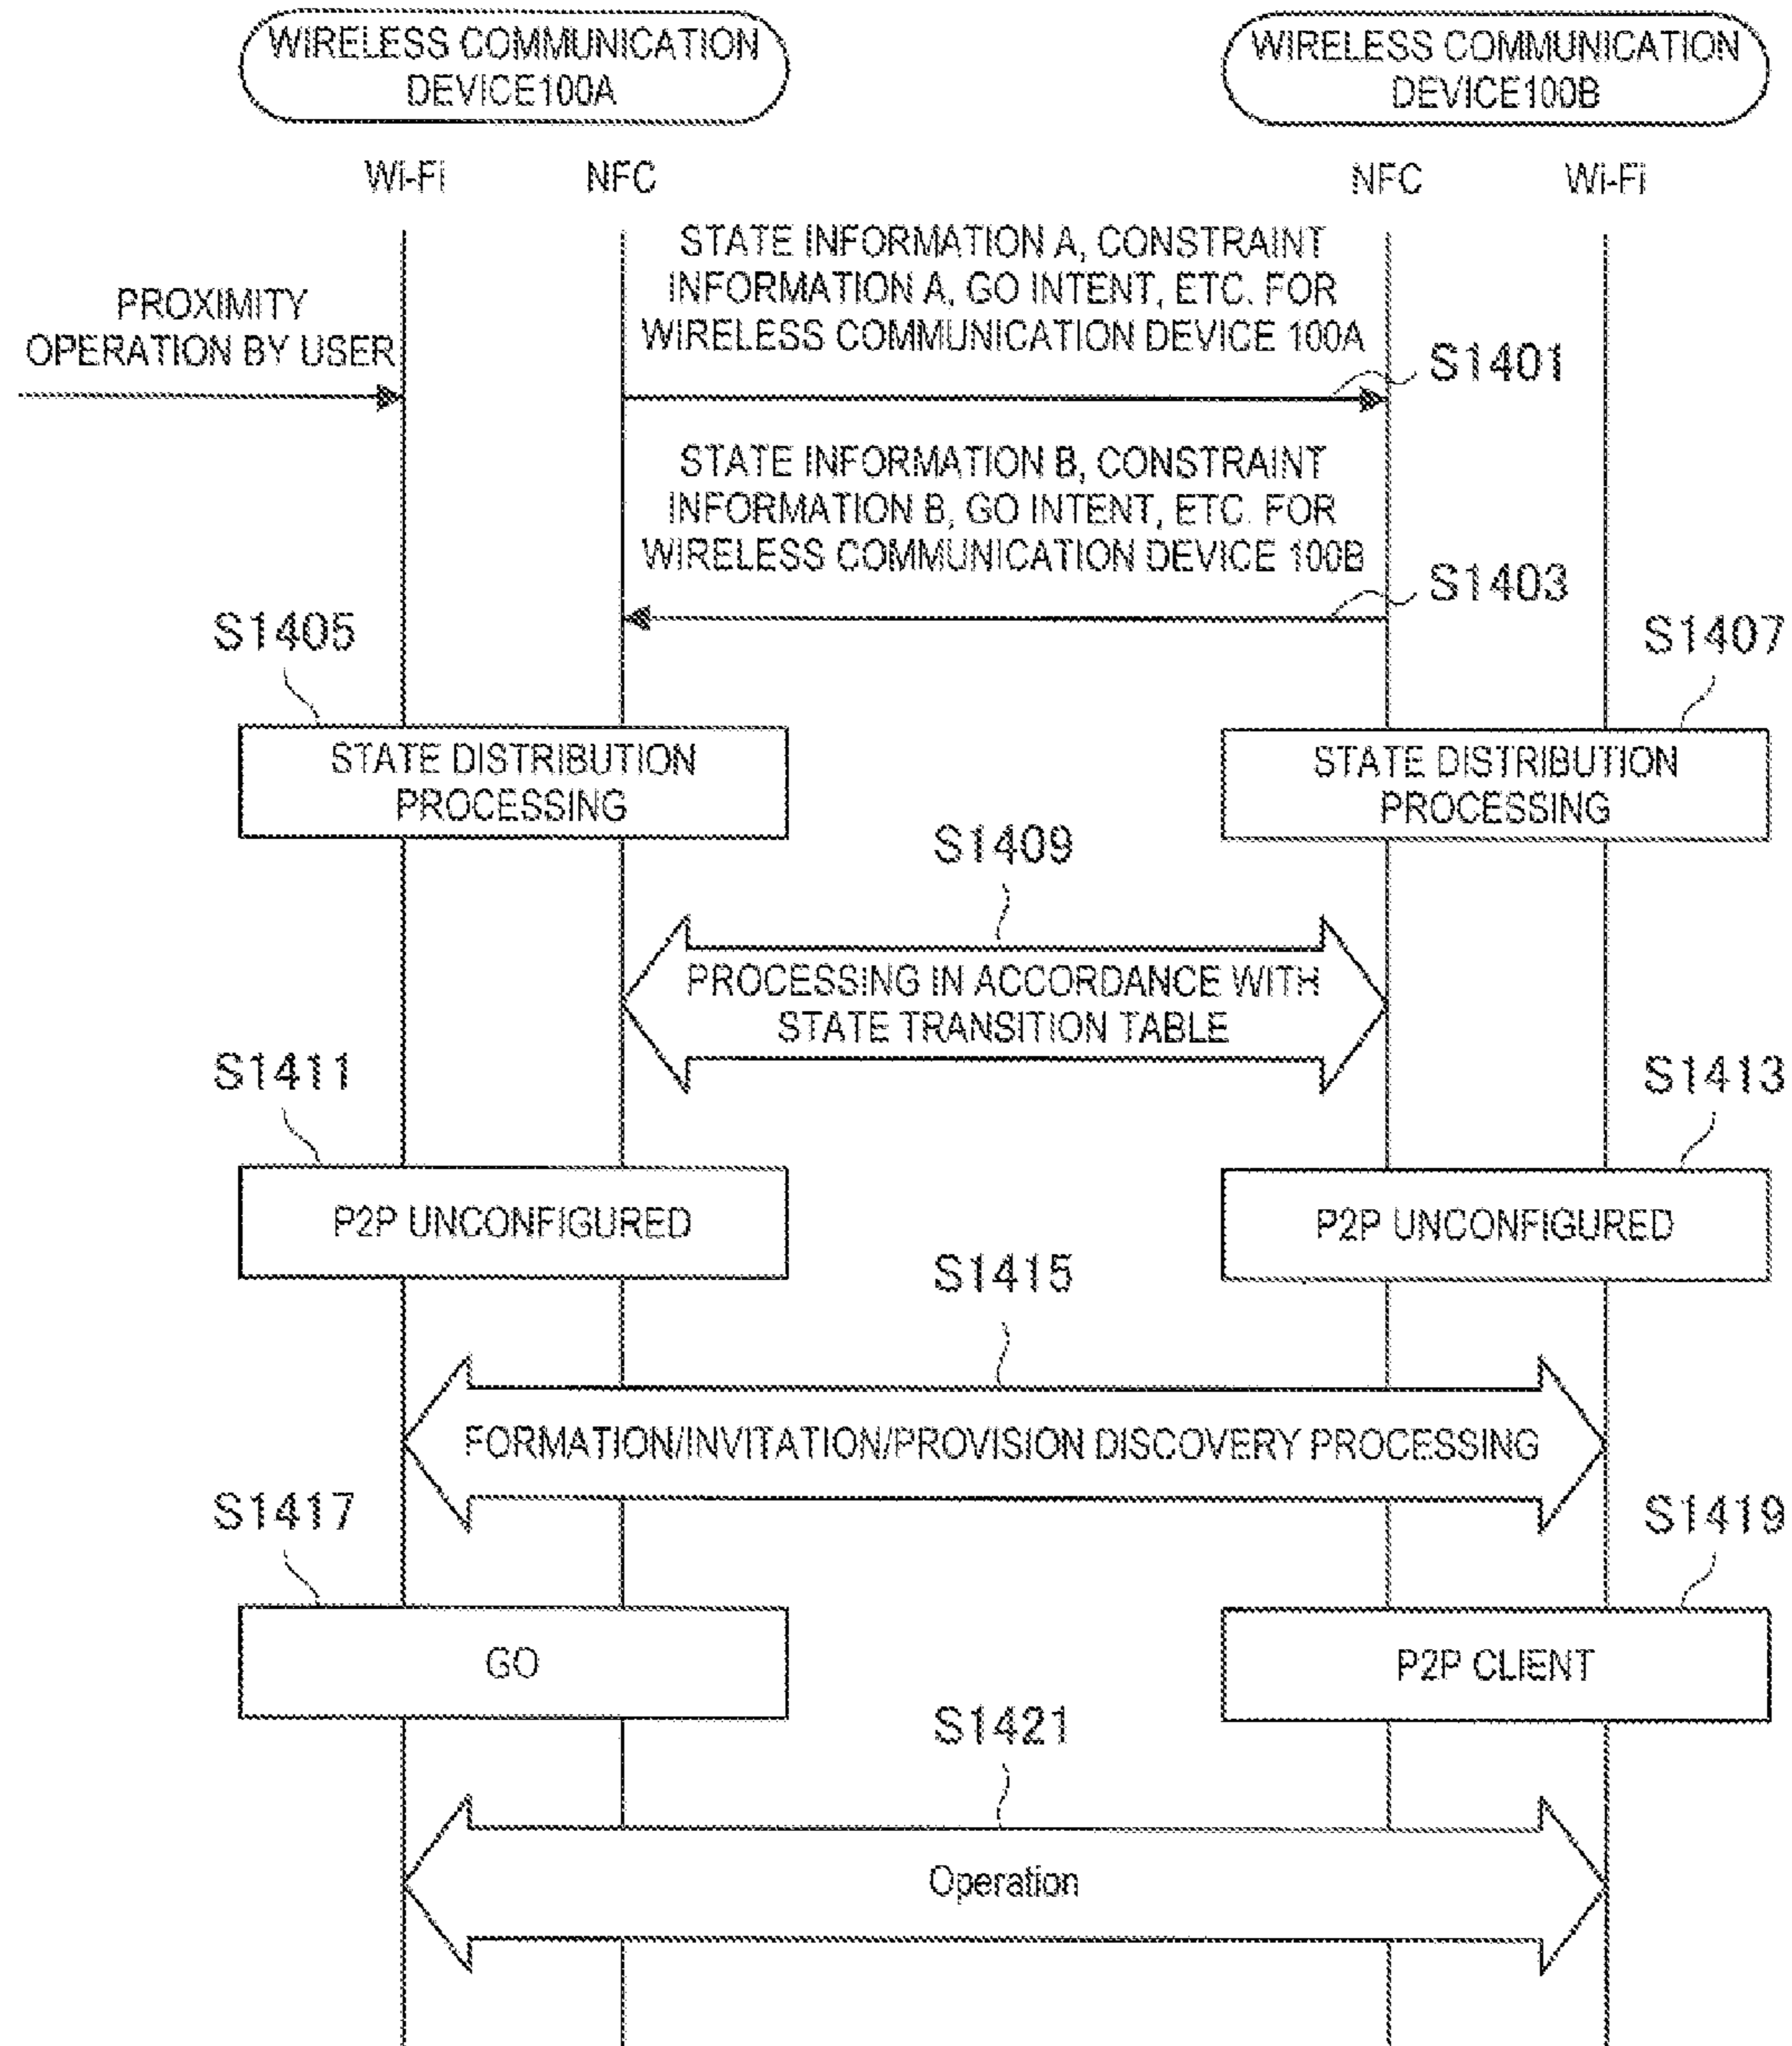 WIRELESS COMMUNICATION
DEVICE100A
WIRELESS COMMUNICATION
DEVICE100B
Wi-Fi
NFC
NFC
Wi-Fi
PROXIMITY
OPERATION BY USER
STATE INFORMATION A, CONSTRAINT
INFORMATION A, GO INTENT, ETC. FOR
WIRELESS COMMUNICATION DEVICE 100A
S1401
STATE INFORMATION B, CONSTRAINT
INFORMATION B, GO INTENT, ETC. FOR
WIRELESS COMMUNICATION DEVICE 100B
S1403
S1405
S1407
STATE DISTRIBUTION
PROCESSING
STATE DISTRIBUTION
PROCESSING
S1409
PROCESSING IN ACCORDANCE WITH
STATE TRANSITION TABLE
S1411
S1413
P2P UNCONFIGURED
P2P UNCONFIGURED
S1415
FORMATION/INVITATION/PROVISION DISCOVERY PROCESSING
S1417
S1419
GO
P2P CLIENT
S1421
Operation